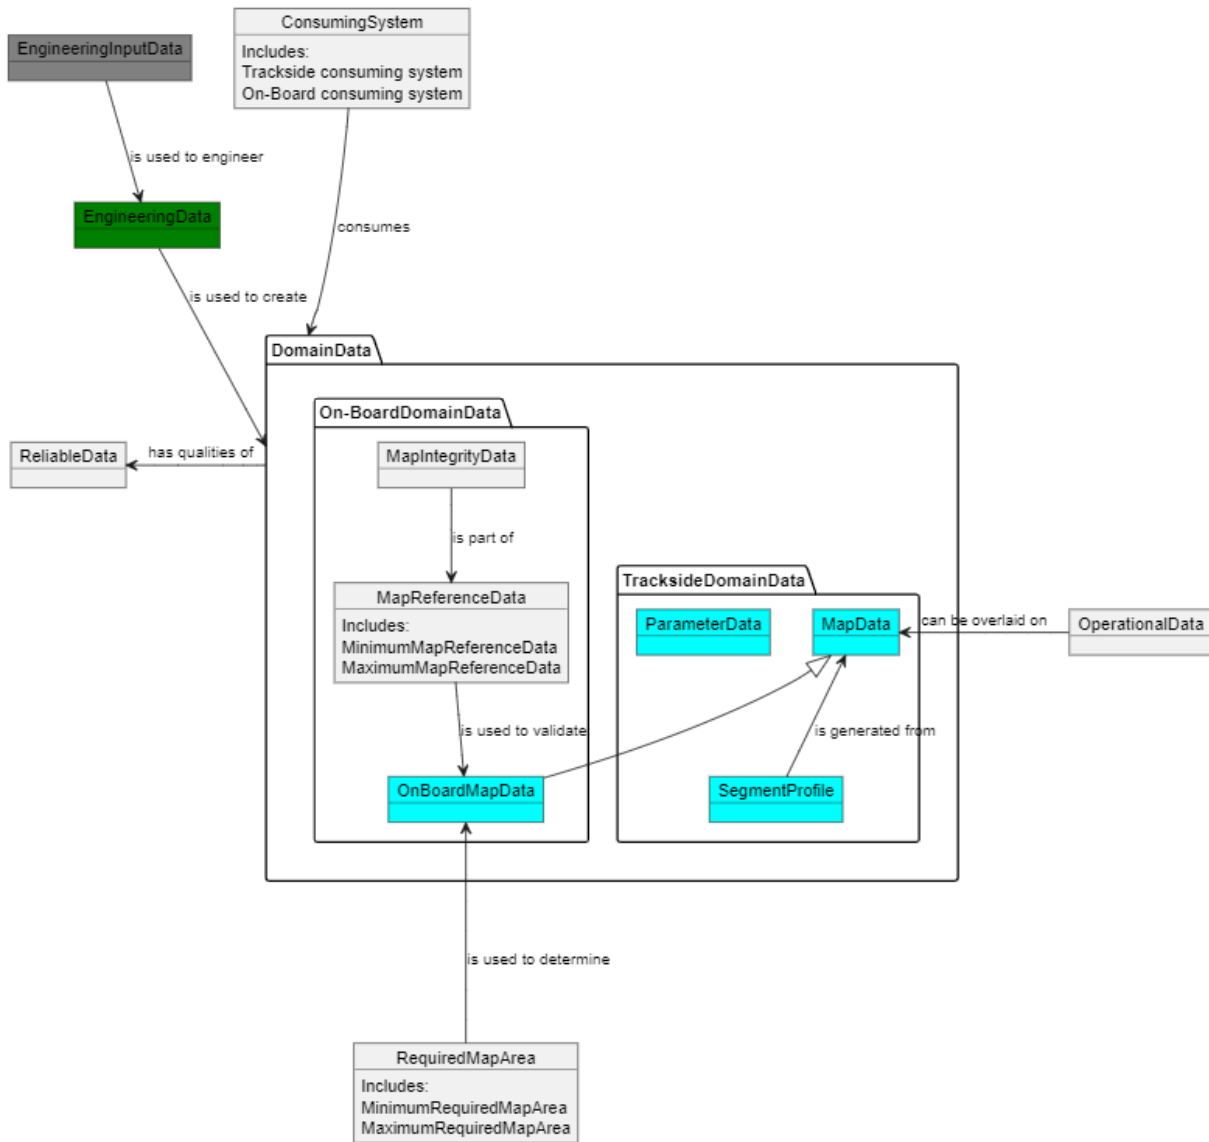 ConsumingSystem
Includes:
Trackside consuming system
On-Board consuming system
EngineeringInputData
is used to engineer
EngineeringData
consumes
is used to create
DomainData
On-BoardDomainData
ReliableData
has qualities of
MapIntegrityData
is part of
MapReferenceData
Includes:
MinimumMapReferenceData
MaximumMapReferenceData
TracksideDomainData
ParameterData
MapData
can be overlaid on
OperationalData
is used to validate
is generated from
OnBoardMapData
SegmentProfile
is used to determine
RequiredMapArea
Includes:
MinimumRequiredMapArea
MaximumRequiredMapArea